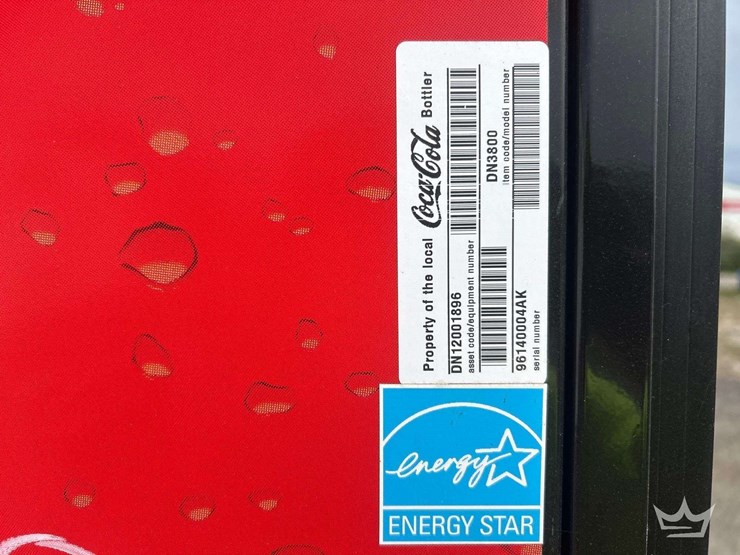 Property of the local Coca-Cola Bottler
DN12001896
asset code/equipment number
DN3800
item code/model number
96140004AK
serial number
energy
ENERGY STAR